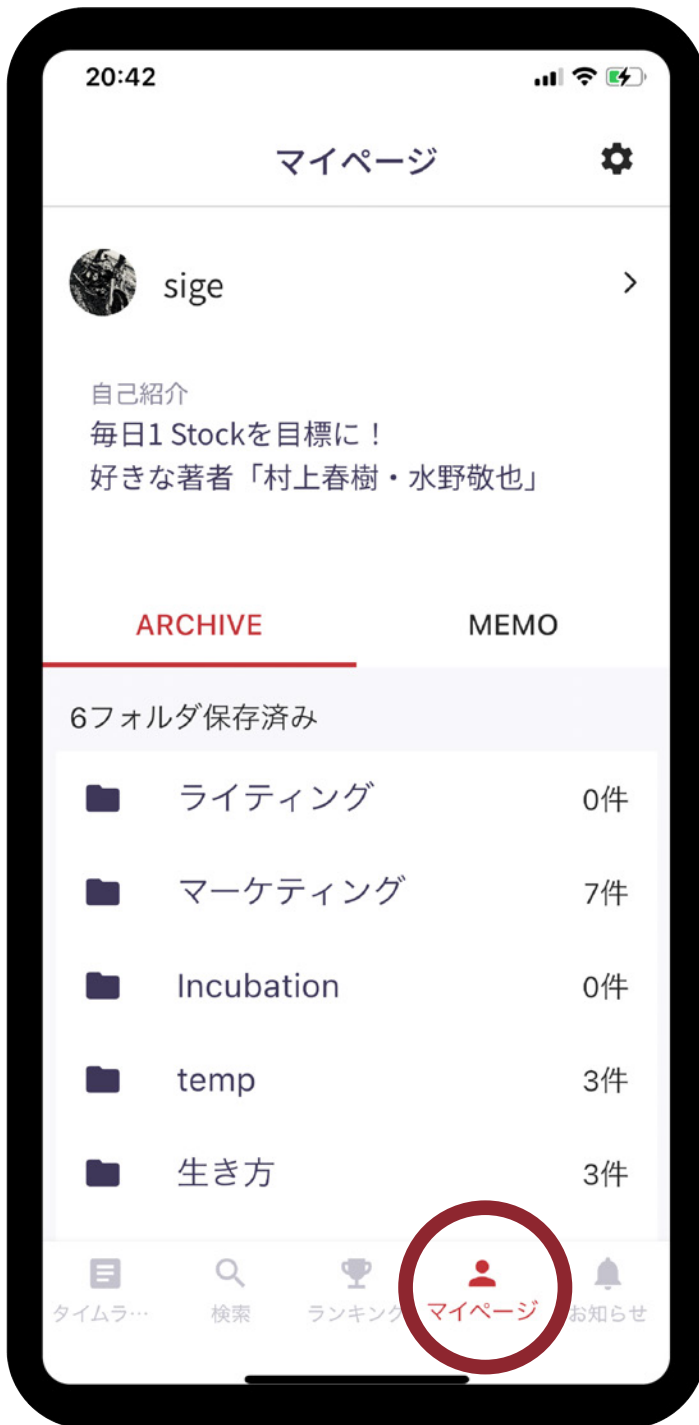 20:42
マイページ
sige
自己紹介
毎日1 Stockを目標に！
好きな著者「村上春樹・水野敬也」
ARCHIVE MEMO
6フォルダ保存済み
ライティング 0件
マーケティング 7件
Incubation 0件
temp 3件
生き方 3件
タイムラ… 検索 ランキング マイページ お知らせ